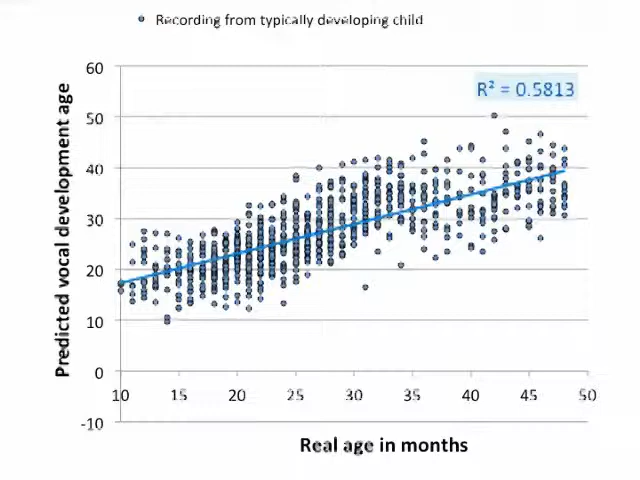 Recording from typically developing child
R² = 0.5813
60
50
40
30
20
10
0
-10
10 15 20 25 30 35 40 45 50
Predicted vocal development age
Real age in months